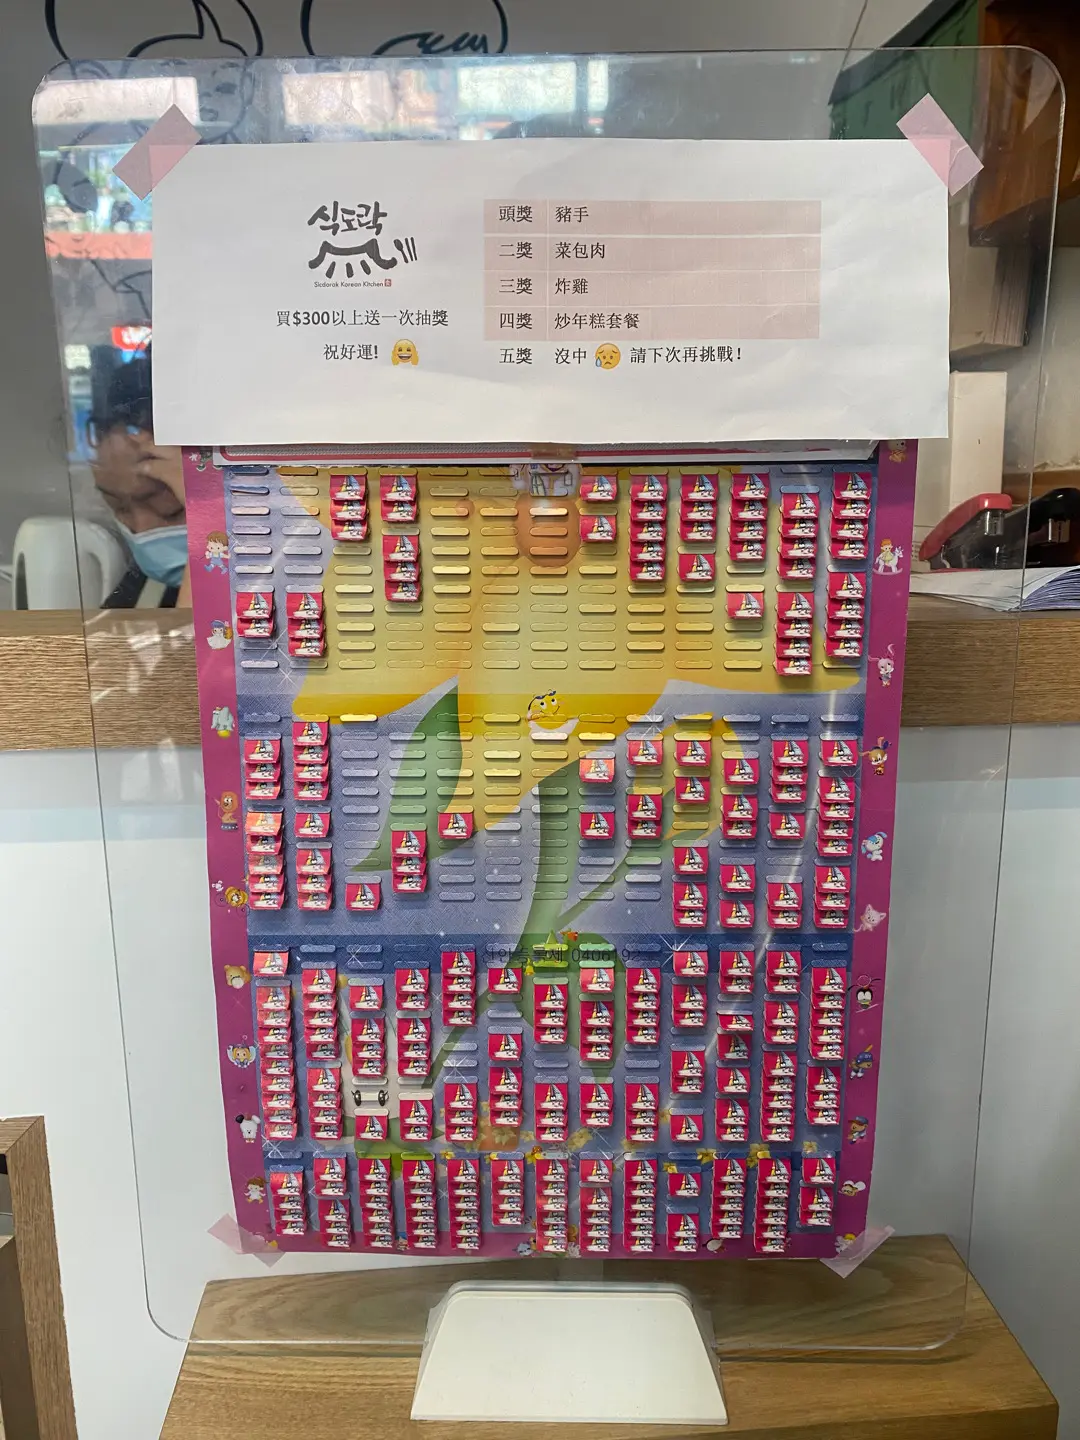 식도락
Sicdorak Korean Kitchen
買$300以上送一次抽獎
祝好運!
頭獎 豬手
二獎 菜包肉
三獎 炸雞
四獎 炒年糕套餐
五獎 沒中 請下次再挑戰!